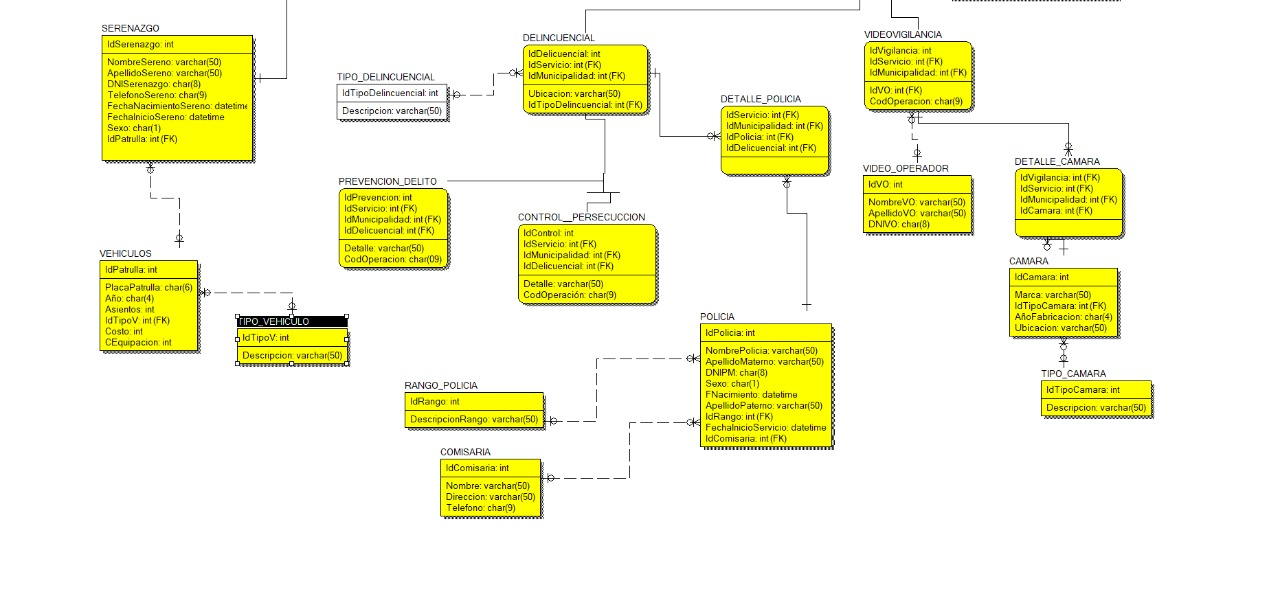 SERENAZGO
IdSerenazgo: int
NombreSereno: varchar(50)
ApellidoSereno: varchar(50)
DNISerenazgo: char(8)
TelefonoSereno: char(9)
FechaNacimientoSereno: datetime
FechaInicioSereno: datetime
Sexo: char(1)
IdPatrulla: int (FK)
TIPO_DELINCUENCIAL
IdTipoDelincuencial: int
Descripcion: varchar(50)
DELINCUENCIAL
IdDelicuencial: int
IdServicio: int (FK)
IdMunicipalidad: int (FK)
Ubicacion: varchar(50)
IdTipoDelincuencial: int (FK)
DETALLE_POLICIA
IdServicio: int (FK)
IdMunicipalidad: int (FK)
IdPolicia: int (FK)
IdDelicuencial: int (FK)
VIDEOVIGILANCIA
IdVigilancia: int
IdServicio: int (FK)
IdMunicipalidad: int (FK)
IdVO: int (FK)
CodOperacion: char(9)
VIDEO_OPERADOR
IdVO: int
NombreVO: varchar(50)
ApellidoVO: varchar(50)
DNIVO: char(8)
DETALLE_CAMARA
IdVigilancia: int (FK)
IdServicio: int (FK)
IdMunicipalidad: int (FK)
IdCamara: int (FK)
PREVENCION_DELITO
IdPrevencion: int
IdServicio: int (FK)
IdMunicipalidad: int (FK)
IdDelicuencial: int (FK)
Detalle: varchar(50)
CodOperacion: char(09)
CONTROL__PERSECUCCION
IdControl: int
IdServicio: int (FK)
IdMunicipalidad: int (FK)
IdDelicuencial: int (FK)
Detalle: varchar(50)
CodOperación: char(9)
VEHICULOS
IdPatrulla: int
PlacaPatrulla: char(6)
Año: char(4)
Asientos: int
IdTipoV: int (FK)
Costo: int
CEquipacion: int
TIPO_VEHICULO
IdTipoV: int
Descripcion: varchar(50)
CAMARA
IdCamara: int
Marca: varchar(50)
IdTipoCamara: int (FK)
AñoFabricacion: char(4)
Ubicacion: varchar(50)
POLICIA
IdPolicia: int
NombrePolicia: varchar(50)
ApellidoMaterno: varchar(50)
DNIPM: char(8)
Sexo: char(1)
FNacimiento: datetime
ApellidoPaterno: varchar(50)
IdRango: int (FK)
FechaInicioServicio: datetime
IdComisaria: int (FK)
RANGO_POLICIA
IdRango: int
DescripcionRango: varchar(50)
TIPO_CAMARA
IdTipoCamara: int
Descripcion: varchar(50)
COMISARIA
IdComisaria: int
Nombre: varchar(50)
Direccion: varchar(50)
Telefono: char(9)